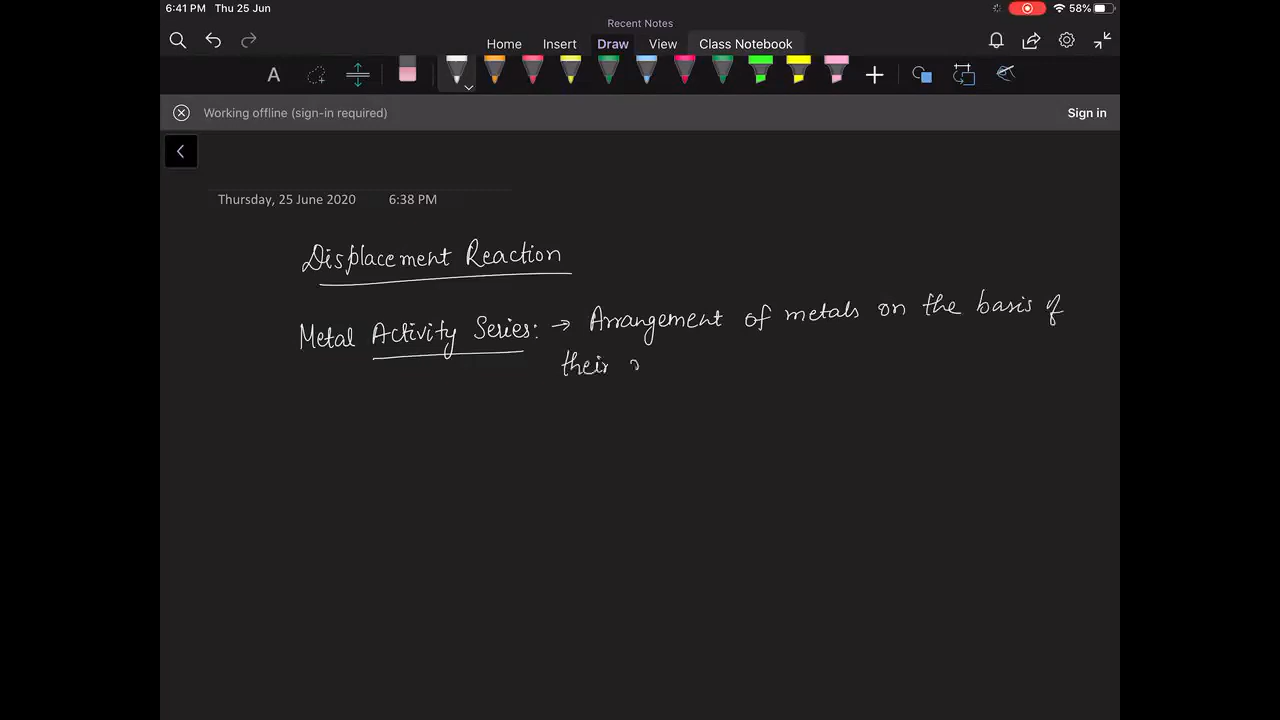 6:41 PM Thu 25 Jun
58%
Recent Notes
Home Insert Draw View Class Notebook
A
Working offline (sign-in required)
Sign in
Thursday, 25 June 2020 6:38 PM
Displacement Reaction
Metal Activity Series: → Arrangement of metals on the basis of
their